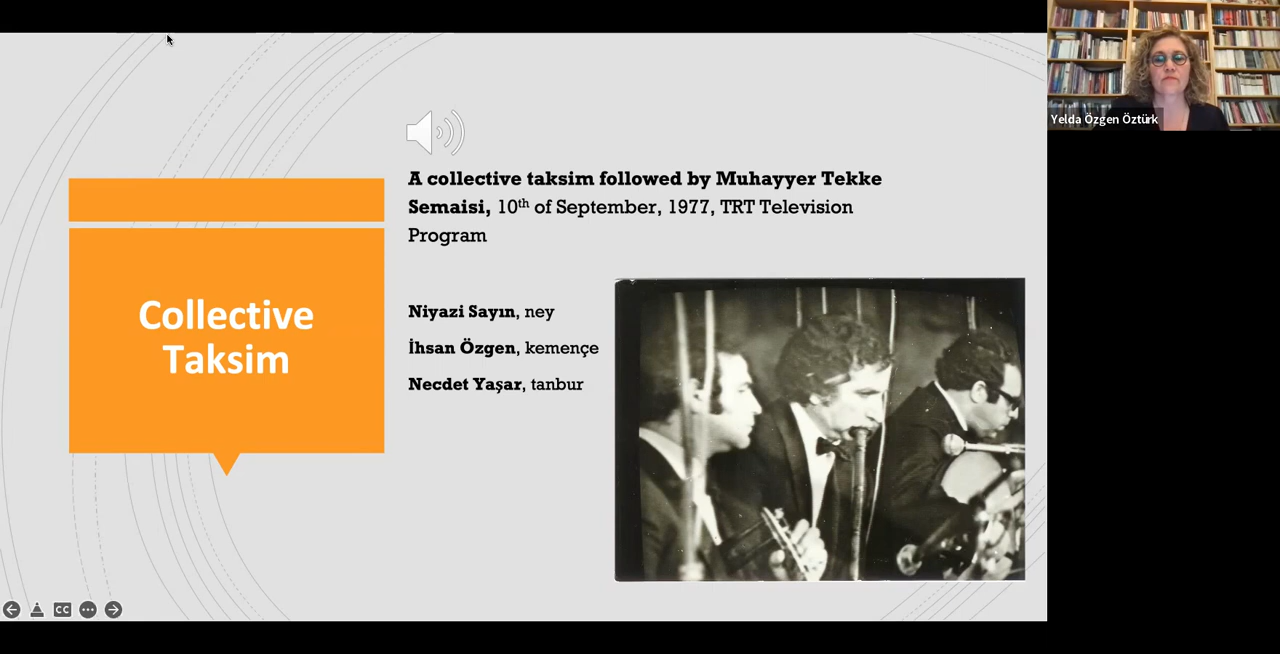 Yelda Özgen Öztürk
Collective
Taksim
A collective taksim followed by Muhayyer Tekke
Semaisi, 10th of September, 1977, TRT Television
Program
Niyazi Sayın, ney
İhsan Özgen, kemençe
Necdet Yaşar, tanbur
CC